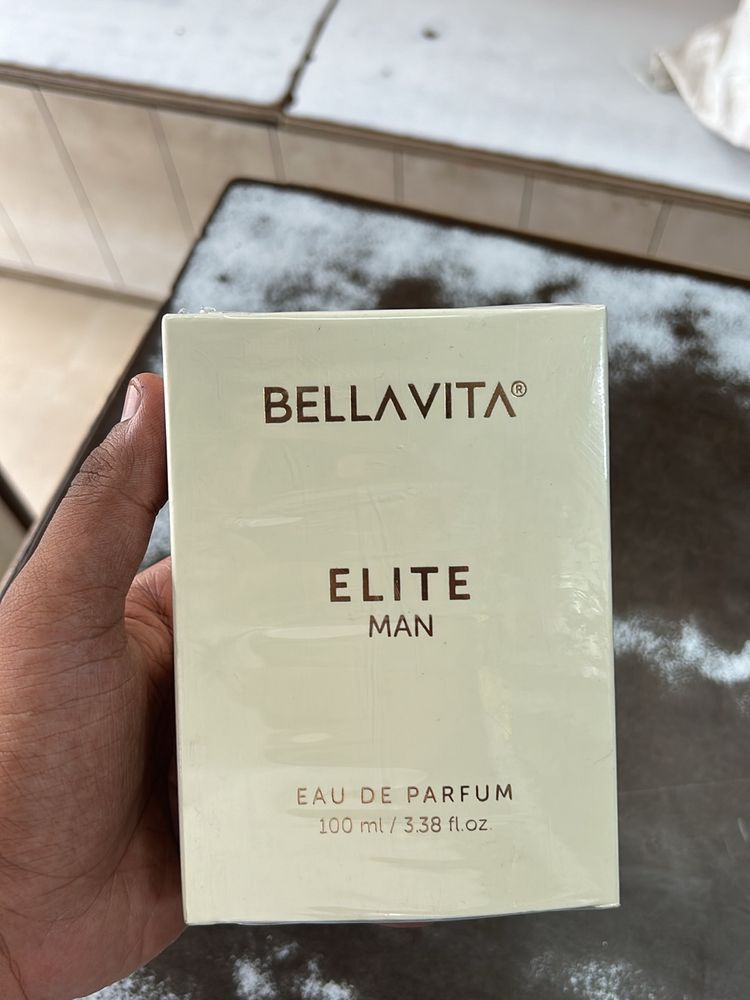 BELLAVITA®
ELITE
MAN
EAU DE PARFUM
100 ml / 3.38 fl.oz.